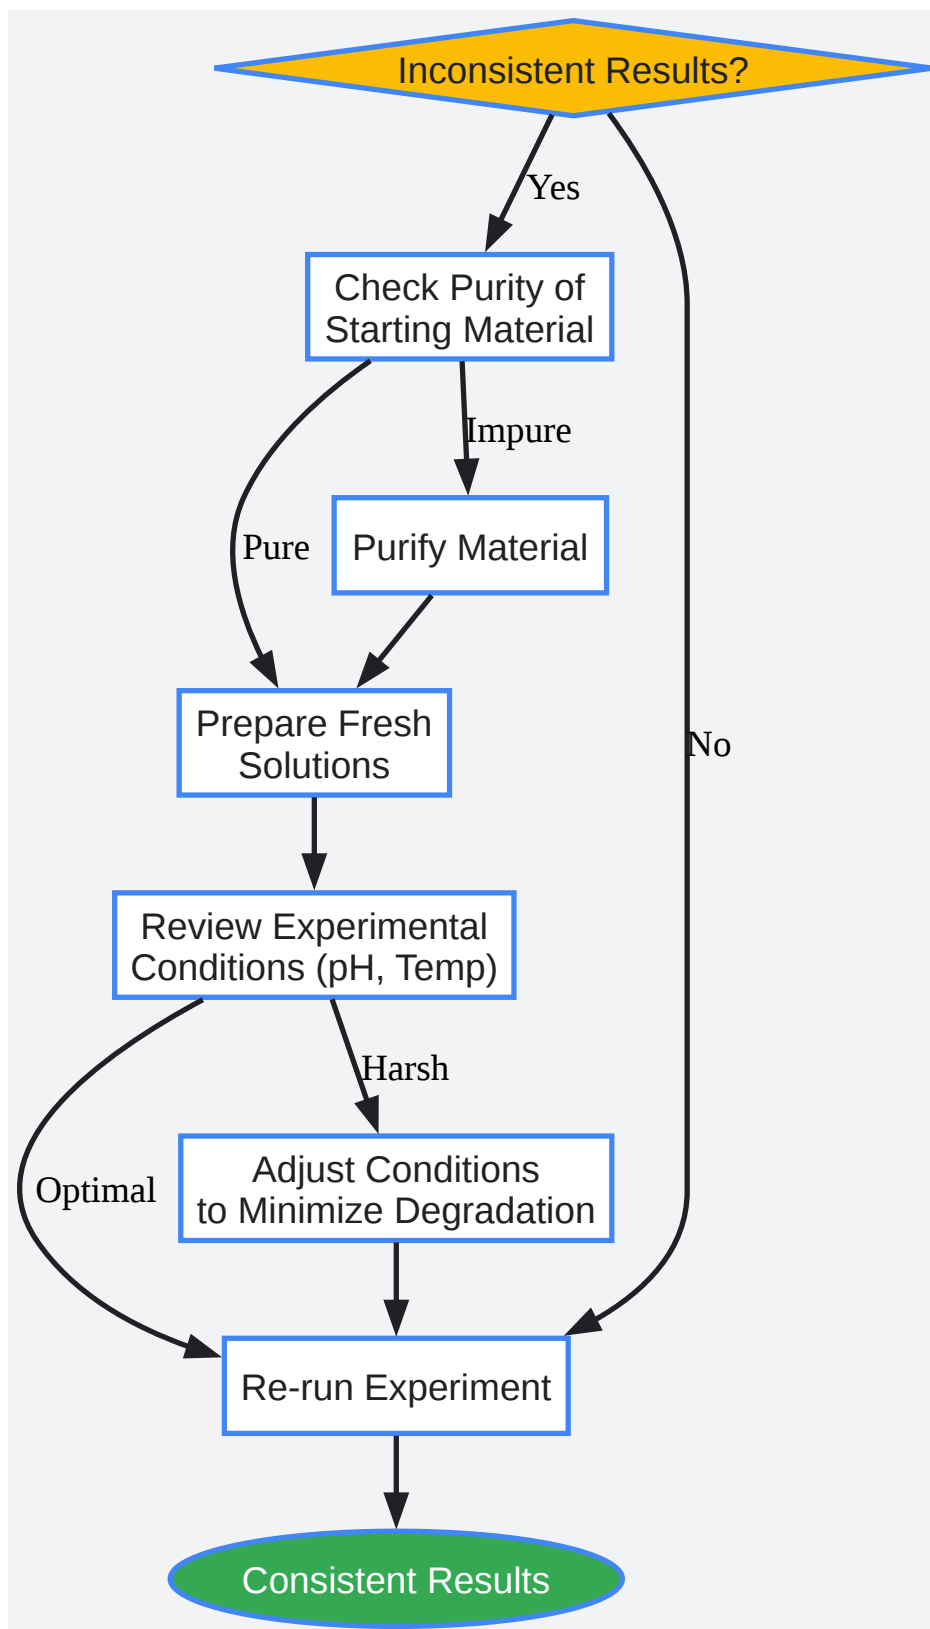 Inconsistent Results?
Yes
Check Purity of
Starting Material
Impure
Pure
Purify Material
Prepare Fresh
Solutions
No
Review Experimental
Conditions (pH, Temp)
Harsh
Optimal
Adjust Conditions
to Minimize Degradation
Re-run Experiment
Consistent Results